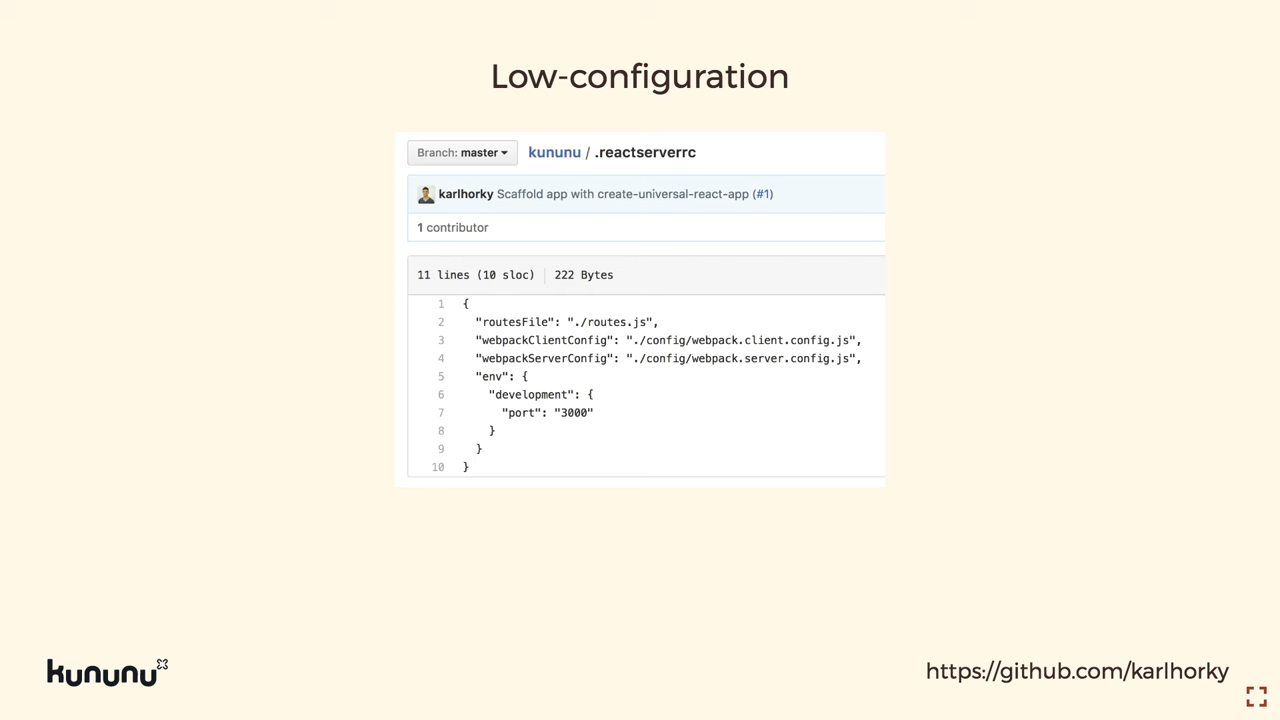 Low-configuration
Branch: master
kununu / .reactserverrc
karlhorky Scaffold app with create-universal-react-app (#1)
1 contributor
11 lines (10 sloc) 222 Bytes
1 {
2 "routesFile": "./routes.js",
3 "webpackClientConfig": "./config/webpack.client.config.js",
4 "webpackServerConfig": "./config/webpack.server.config.js",
5 "env": {
6 "development": {
7 "port": "3000"
8 }
9 }
10 }
kununu
https://github.com/karlhorky